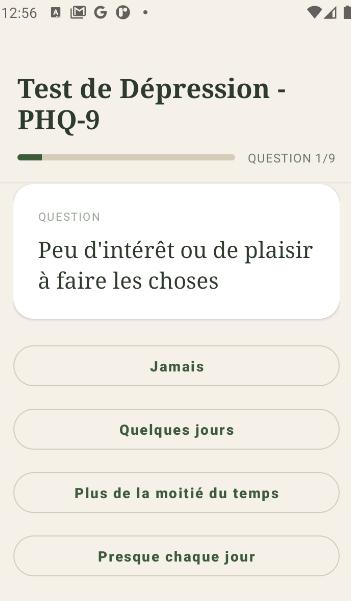 12:56
Test de Dépression -
PHQ-9
QUESTION 1/9
QUESTION
Peu d'intérêt ou de plaisir
à faire les choses
Jamais
Quelques jours
Plus de la moitié du temps
Presque chaque jour